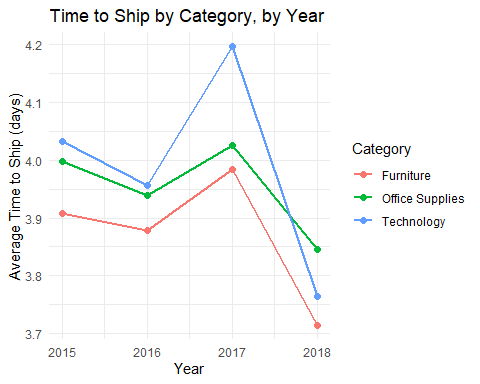 Time to Ship by Category, by Year
Average Time to Ship (days)
4.2
4.1
4.0
3.9
3.8
3.7
2015 2016 2017 2018
Year
Category
Furniture
Office Supplies
Technology